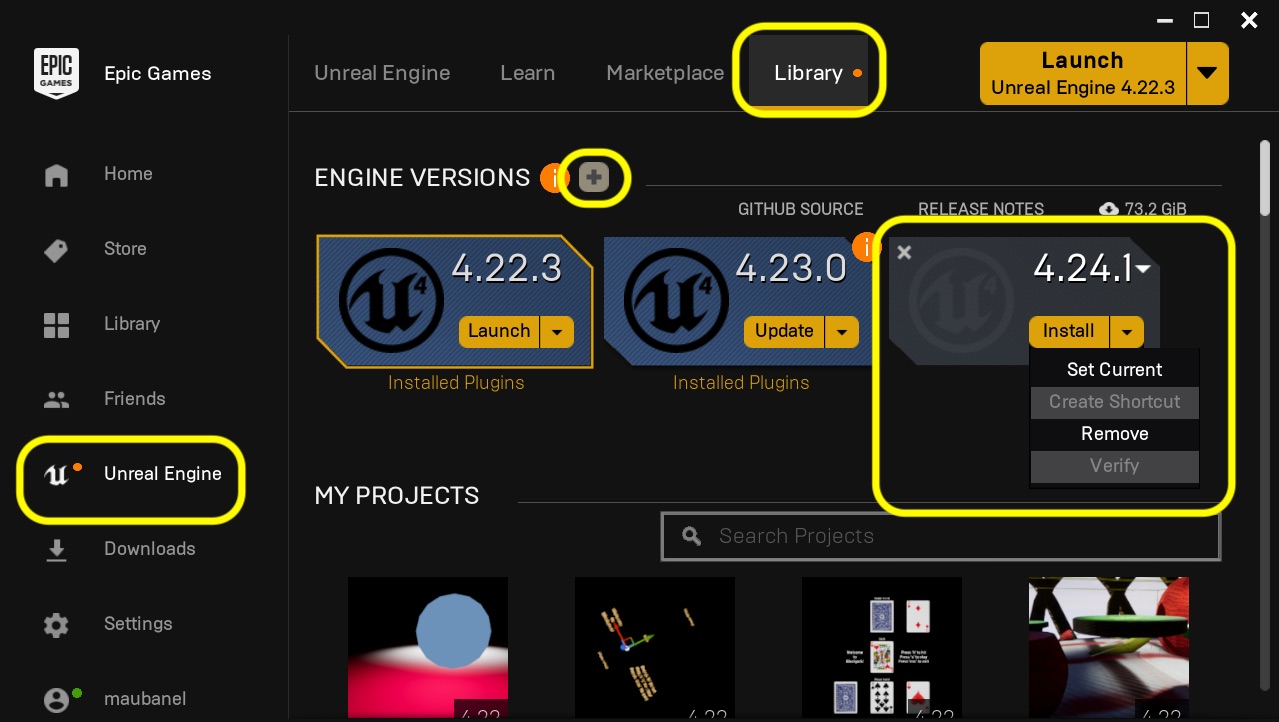 EPIC
GAMES
Epic Games
Unreal Engine
Learn
Marketplace
Library
Launch
Unreal Engine 4.22.3
Home
Store
Library
Friends
Unreal Engine
Downloads
Settings
maubanel
ENGINE VERSIONS
GITHUB SOURCE
RELEASE NOTES
73.2 GiB
4.22.3
Launch
Installed Plugins
4.23.0
Update
Installed Plugins
4.24.1
Install
Set Current
Create Shortcut
Remove
Verify
MY PROJECTS
Search Projects
4.22
4.22
4.22
4.22